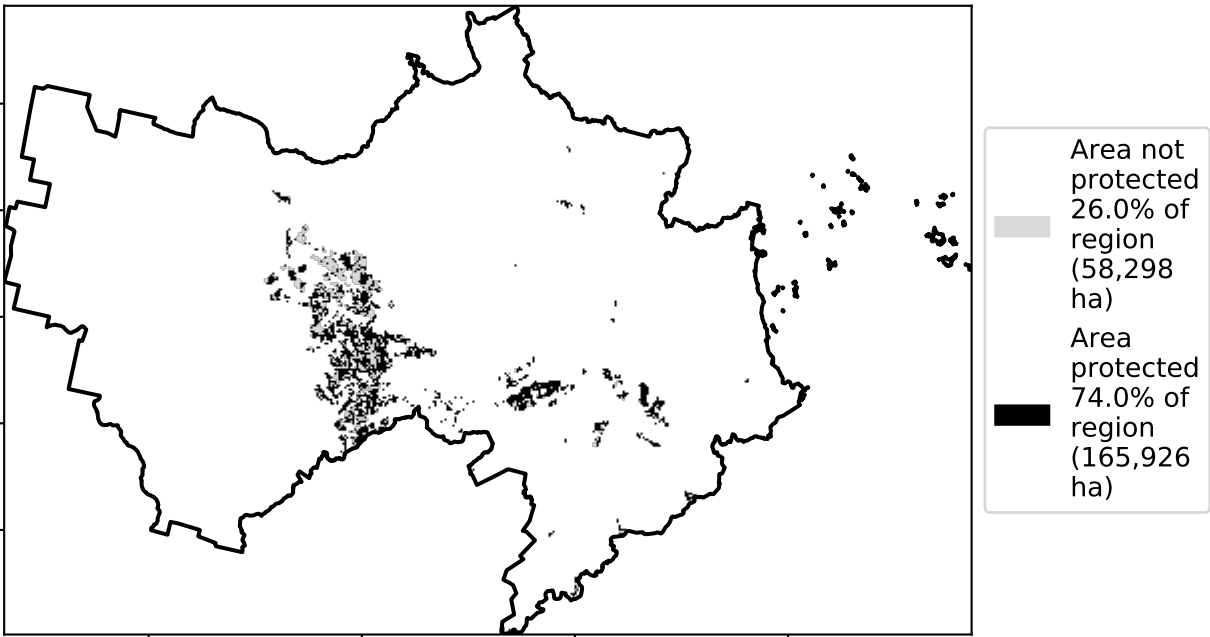 Area not
protected
26.0% of
region
(58,298
ha)
Area
protected
74.0% of
region
(165,926
ha)